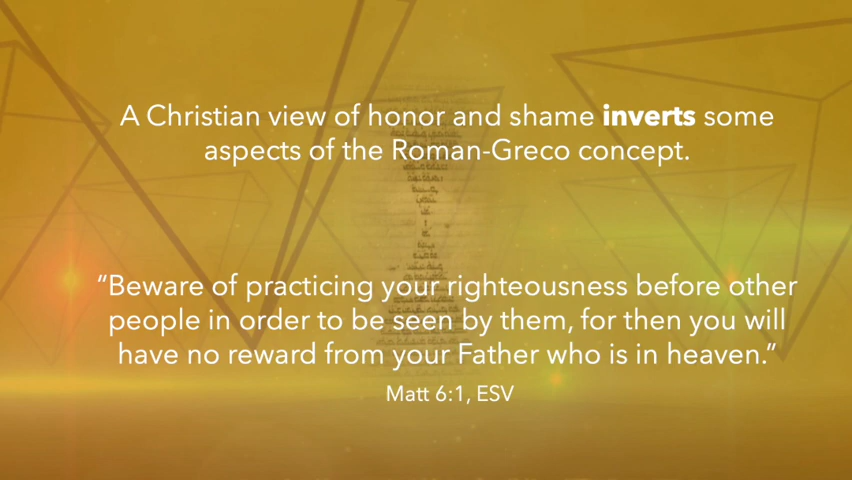 A Christian view of honor and shame inverts some
aspects of the Roman-Greco concept.
“Beware of practicing your righteousness before other
people in order to be seen by them, for then you will
have no reward from your Father who is in heaven.”
Matt 6:1, ESV